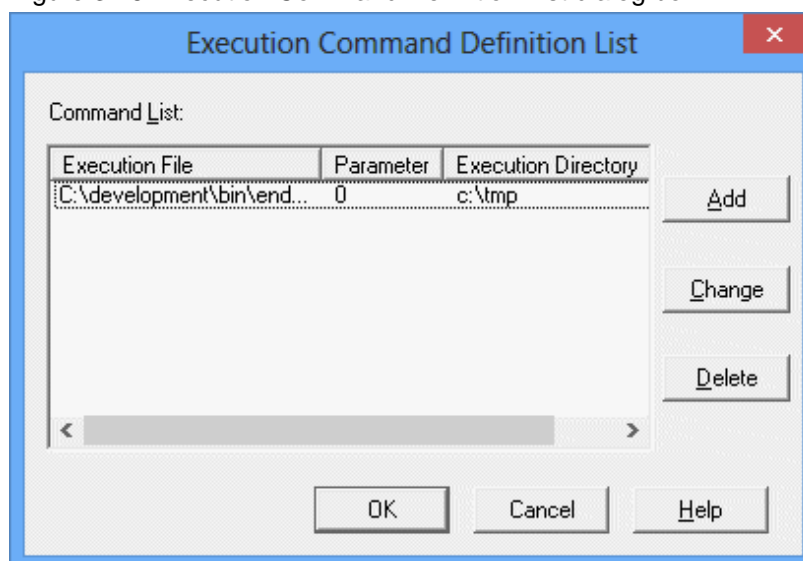 Execution Command Definition List
Command List:
Execution File Parameter Execution Directory
C:\development\bin\end... 0 c:\tmp
Add
Change
Delete
OK Cancel Help